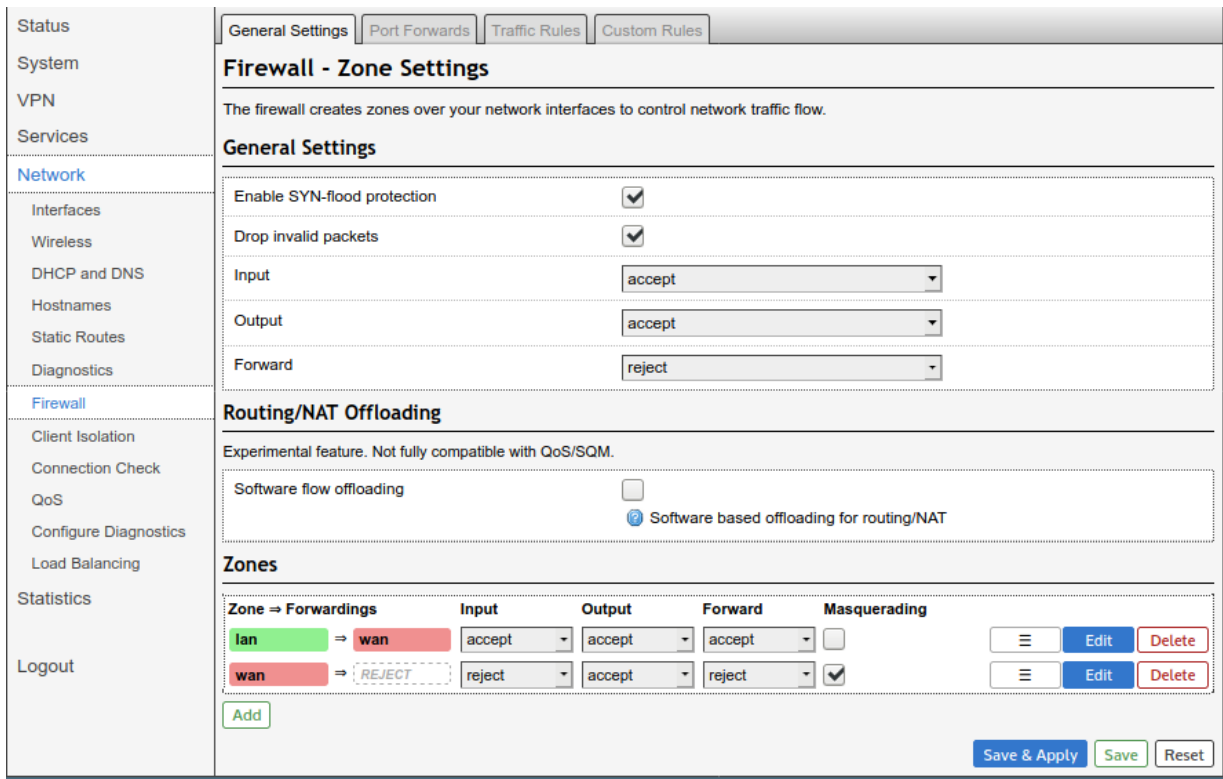 Status
System
VPN
Services
Network
Interfaces
Wireless
DHCP and DNS
Hostnames
Static Routes
Diagnostics
Firewall
Client Isolation
Connection Check
QoS
Configure Diagnostics
Load Balancing
Statistics
Logout
General Settings Port Forwards Traffic Rules Custom Rules
Firewall - Zone Settings
The firewall creates zones over your network interfaces to control network traffic flow.
General Settings
Enable SYN-flood protection
Drop invalid packets
Input accept
Output accept
Forward reject
Routing/NAT Offloading
Experimental feature. Not fully compatible with QoS/SQM.
Software flow offloading
Software based offloading for routing/NAT
Zones
Zone ⇒ Forwardings Input Output Forward Masquerading
lan ⇒ wan accept accept accept ☰ Edit Delete
wan ⇒ REJECT reject accept reject ☰ Edit Delete
Add
Save & Apply Save Reset